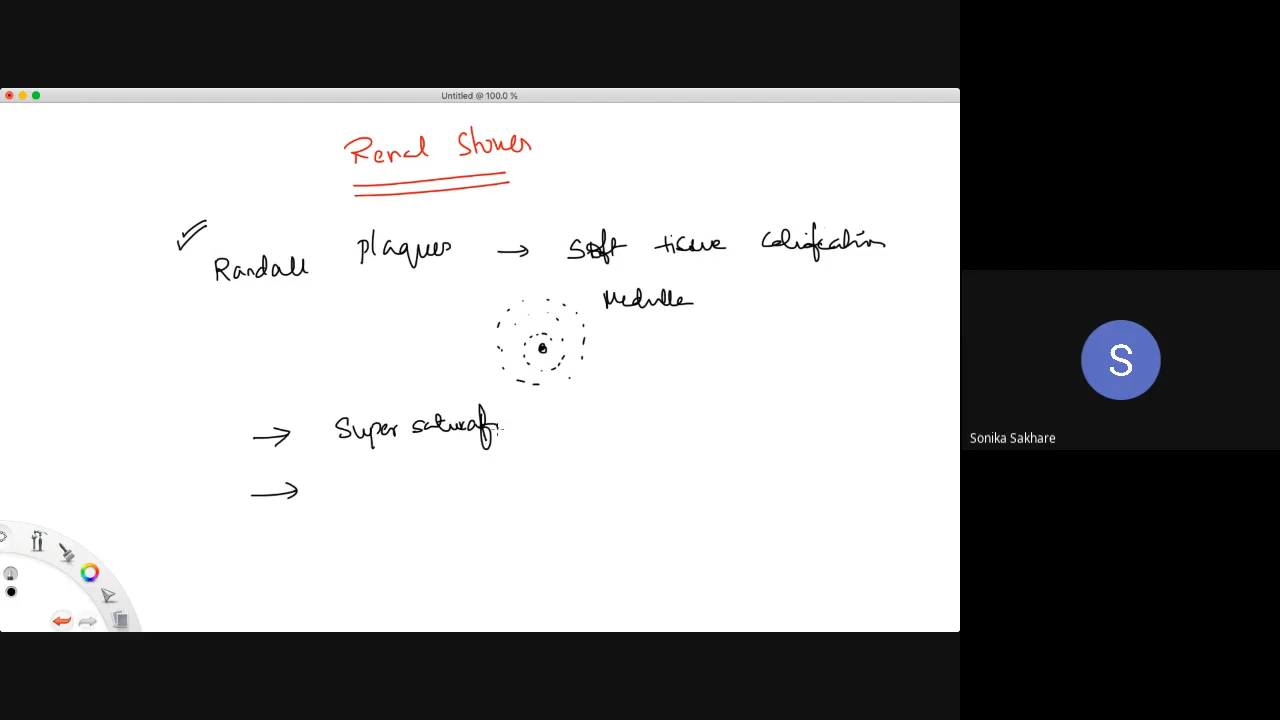 Untitled @ 100.0 %
Renal Stones
Randall plaques → Soft tissue calcification
Medulla
→ Super saturat
→
S
Sonika Sakhare